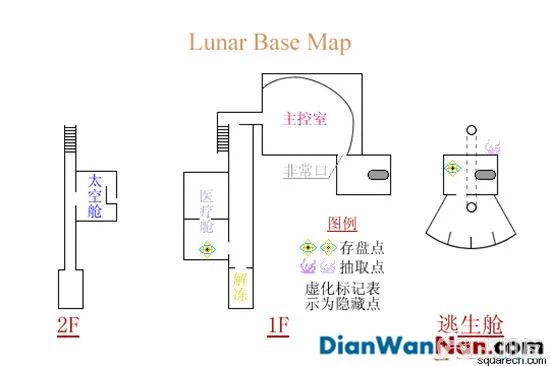 Lunar Base Map
主控室
非常口
太空舱
医疗舱
解冻
图例
存盘点
抽取点
虚化标记表
示为隐藏点
2F
1F
逃生舱
DianWanNan.com
squarecn.com